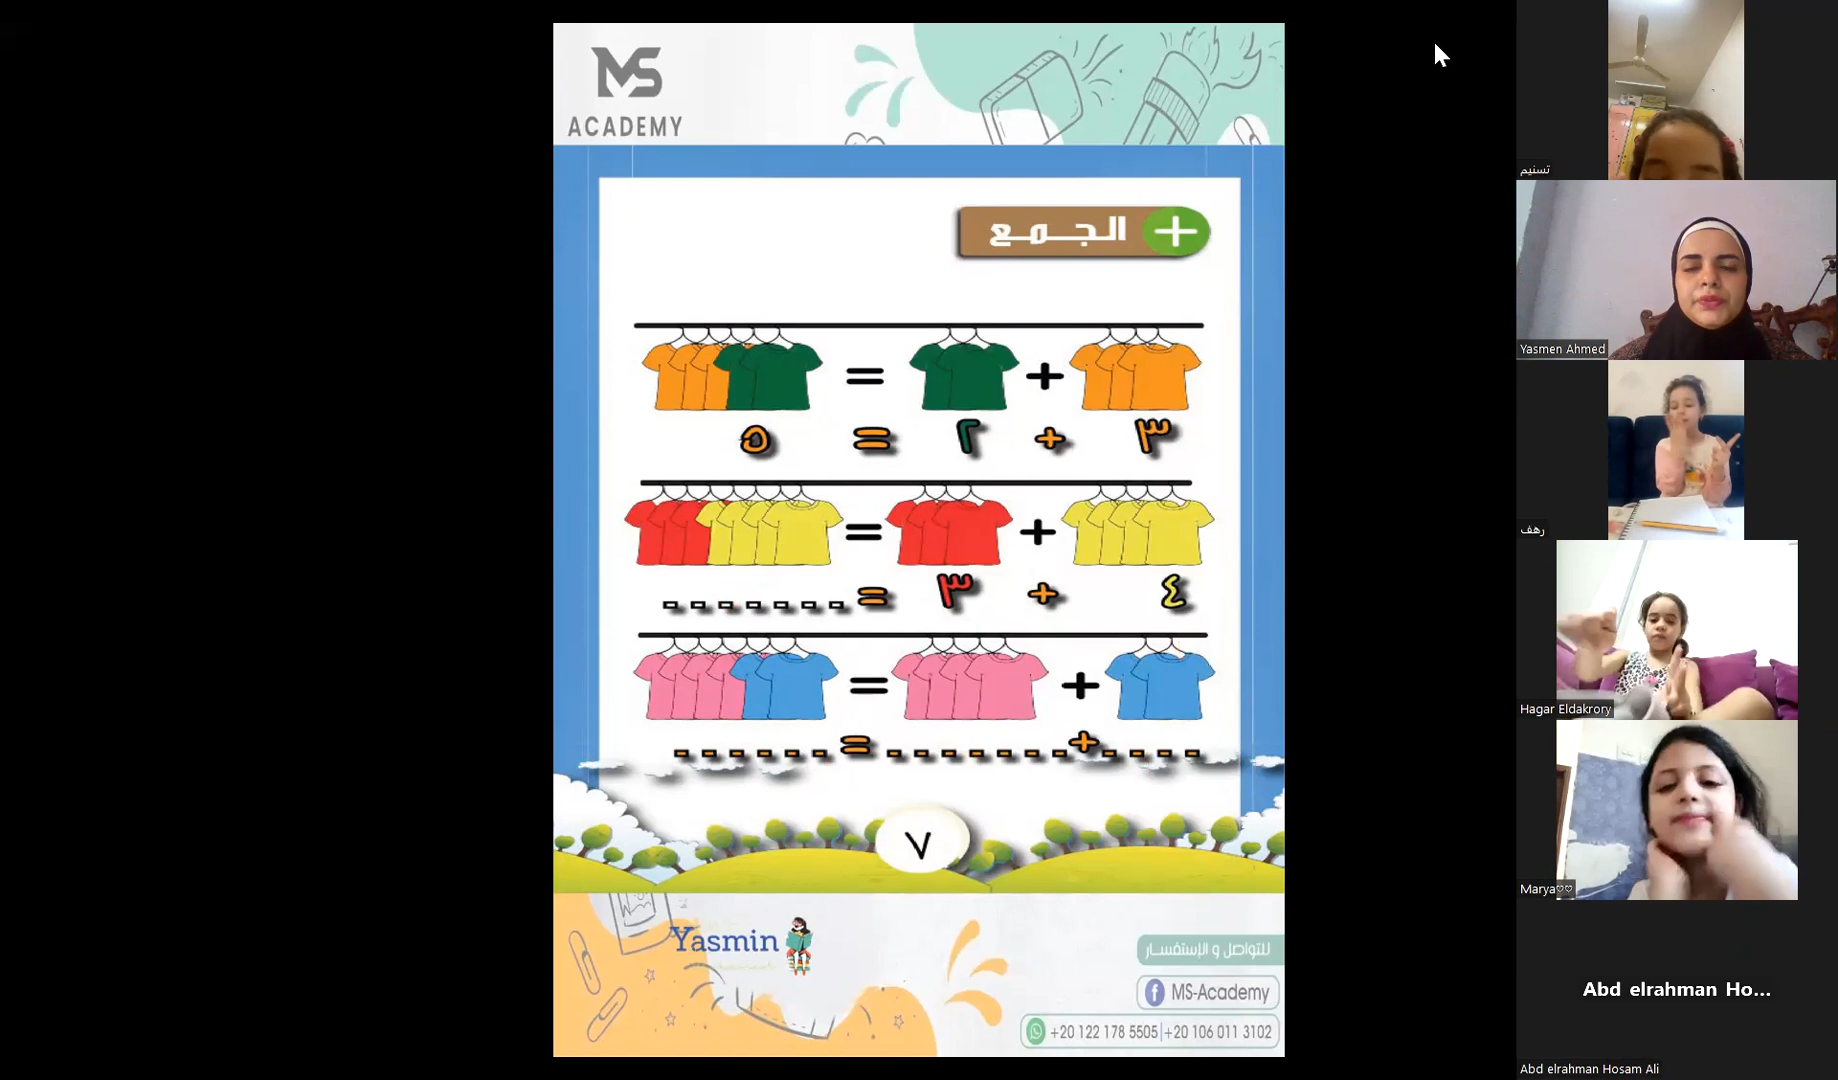 MS
ACADEMY
الجمع +
=
+
٣ + ٢ = ٥
=
+
٤ + ٣ = -------
=
+
---- + ------- = ------
٧
Yasmin
للتواصل و الإستفسار
MS-Academy
+20 122 178 5505 | +20 106 011 3102
تسنيم
Yasmen Ahmed
رهف
Hagar Eldakrory
Marya♡♡
Abd elrahman Ho...
Abd elrahman Hosam Ali